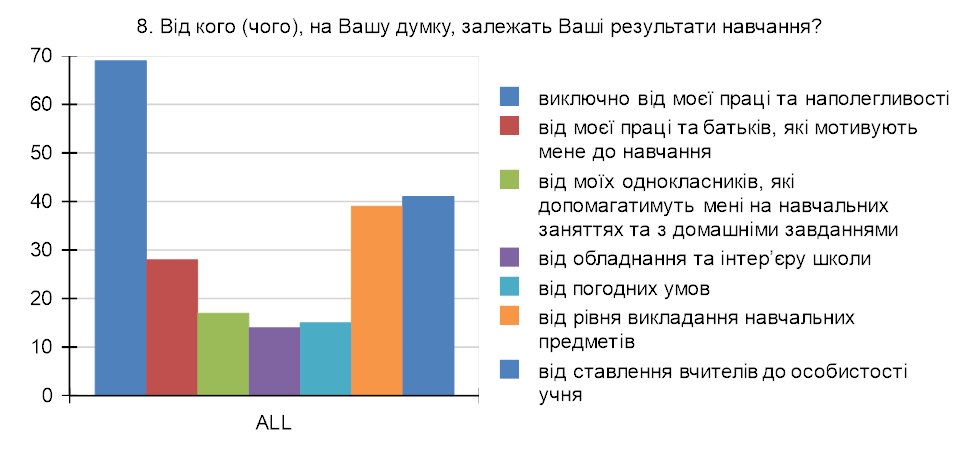 8. Від кого (чого), на Вашу думку, залежать Ваші результати навчання?
70
60
50
40
30
20
10
0
ALL
виключно від моєї праці та наполегливості
від моєї праці та батьків, які мотивують
мене до навчання
від моїх однокласників, які
допомагатимуть мені на навчальних
заняттях та з домашніми завданнями
від обладнання та інтер’єру школи
від погодних умов
від рівня викладання навчальних
предметів
від ставлення вчителів до особистості
учня